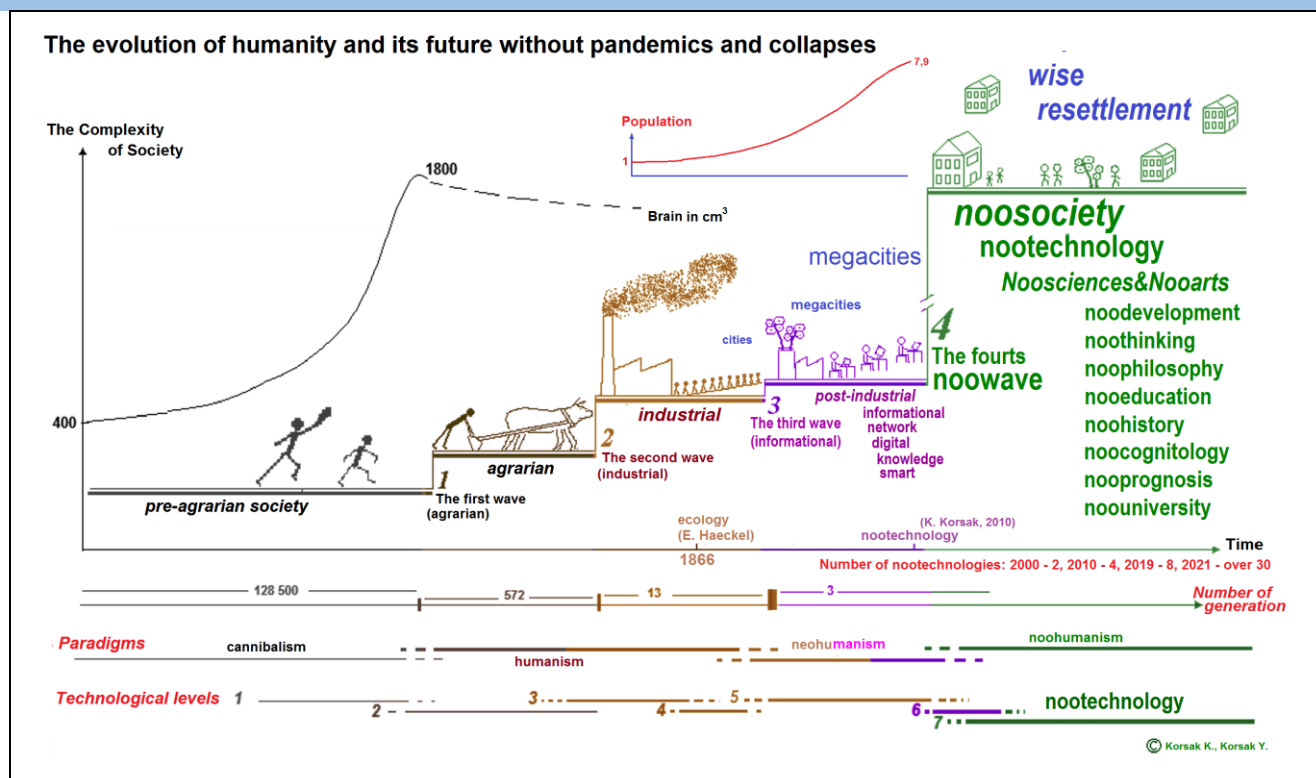 The evolution of humanity and its future without pandemics and collapses
The Complexity
of Society
1800
Brain in cm3
400
Population
1
7,9
wise
resettlement
noosociety
nootechnology
Noosciences&Nooarts
noodevelopment
noothinking
noophilosophy
nooeducation
noohistory
noocognitology
nooprognosis
noouniversity
megacities
megacities
cities
4
The fourts
noowave
pre-agrarian society
1
The first wave
(agrarian)
agrarian
2
The second wave
(industrial)
industrial
3
The third wave
(informational)
post-industrial
informational
network
digital
knowledge
smart
ecology
(E. Haeckel)
1866
(K. Korsak, 2010)
nootechnology
Time
Number of nootechnologies: 2000 - 2, 2010 - 4, 2019 - 8, 2021 - over 30
128 500
572
13
3
Number of
generation
Paradigms
cannibalism
humanism
neohumanism
noohumanism
Technological levels
1
2
3
4
5
6
7
nootechnology
© Korsak K., Korsak Y.